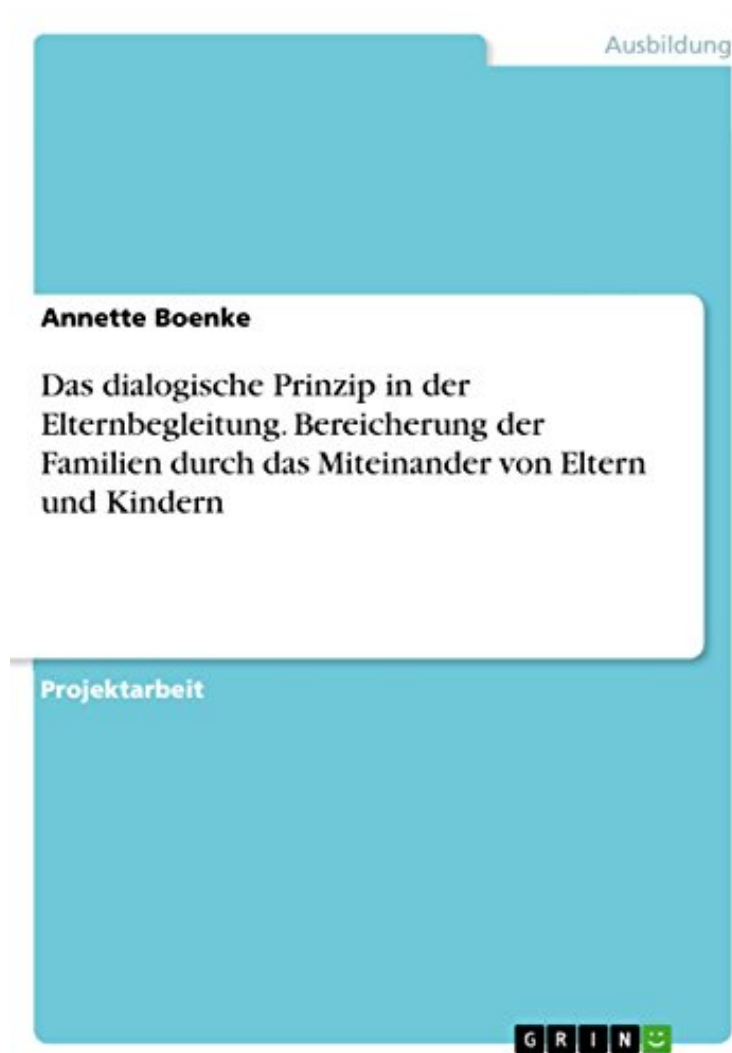 Ausbildung
Annette Boenke
Das dialogische Prinzip in der
Elternbegleitung. Bereicherung der
Familien durch das Miteinander von Eltern
und Kindern
Projektarbeit
GRIN